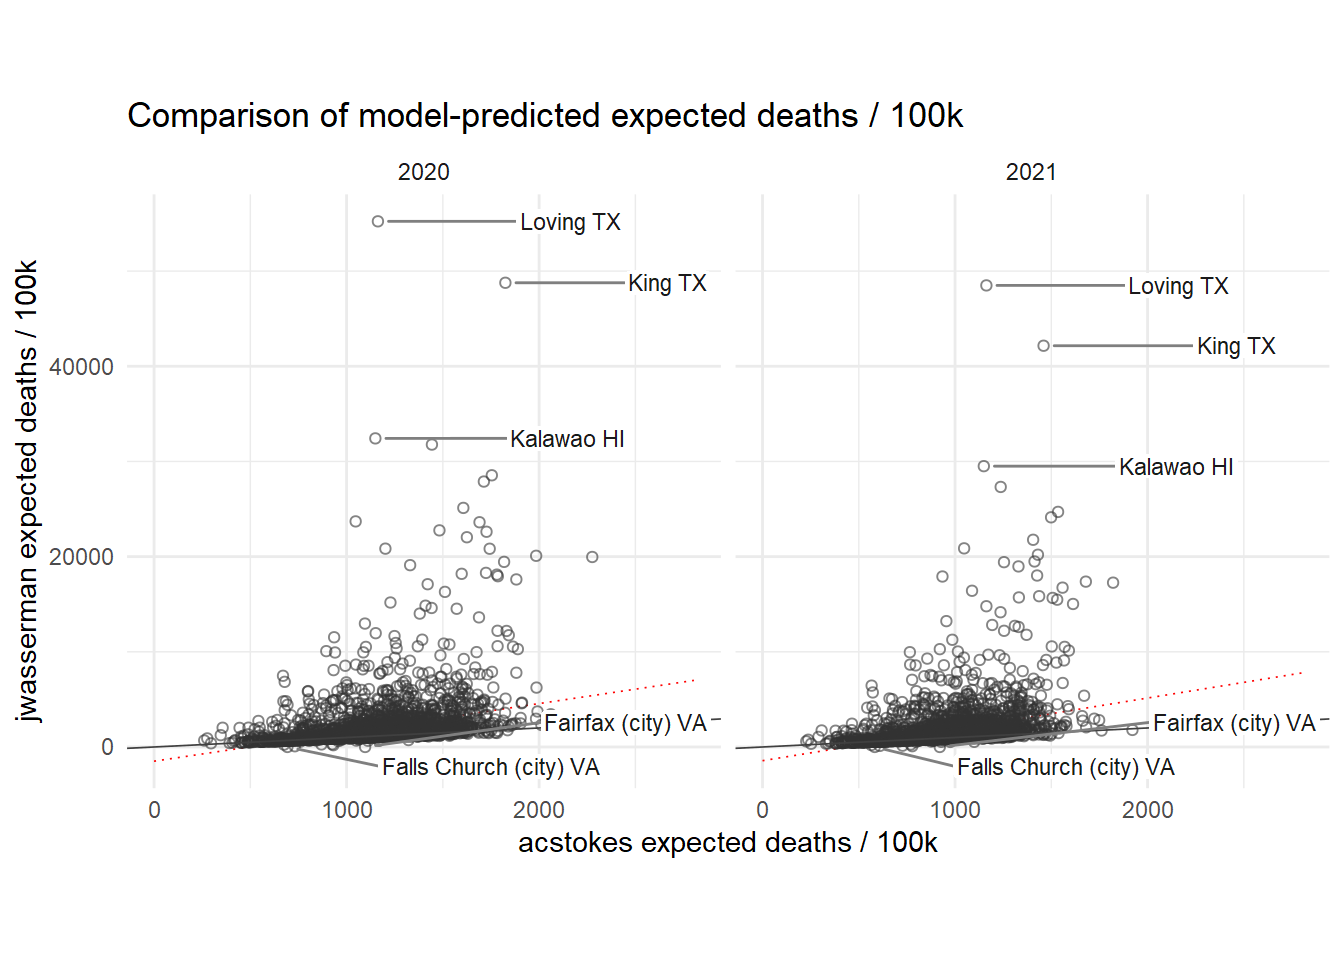 Comparison of model-predicted expected deaths / 100k
2020
2021
jwasserman expected deaths / 100k
40000
20000
0
Loving TX
King TX
Kalawao HI
Fairfax (city) VA
Falls Church (city) VA
Loving TX
King TX
Kalawao HI
Fairfax (city) VA
Falls Church (city) VA
0
1000
2000
0
1000
2000
acstokes expected deaths / 100k